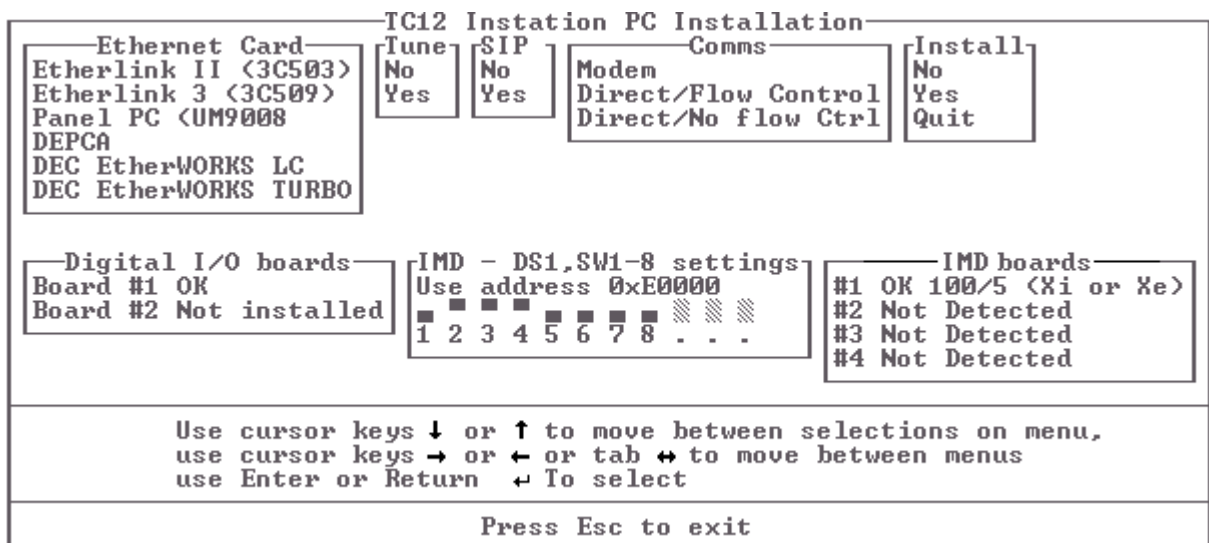 TC12 Instation PC Installation
Ethernet Card
Etherlink II (3C503)
Etherlink 3 (3C509)
Panel PC (UM9008
DEPCA
DEC EtherWORKS LC
DEC EtherWORKS TURBO
Tune
No
Yes
SIP
No
Yes
Comms
Modem
Direct/Flow Control
Direct/No flow Ctrl
Install
No
Yes
Quit
Digital I/O boards
Board #1 OK
Board #2 Not installed
IMD - DS1,SW1-8 settings
Use address 0xE0000
1 2 3 4 5 6 7 8 . . .
IMD boards
#1 OK 100/5 (Xi or Xe)
#2 Not Detected
#3 Not Detected
#4 Not Detected
Use cursor keys ↓ or ↑ to move between selections on menu,
use cursor keys → or ← or tab ↔ to move between menus
use Enter or Return ↵ To select
Press Esc to exit